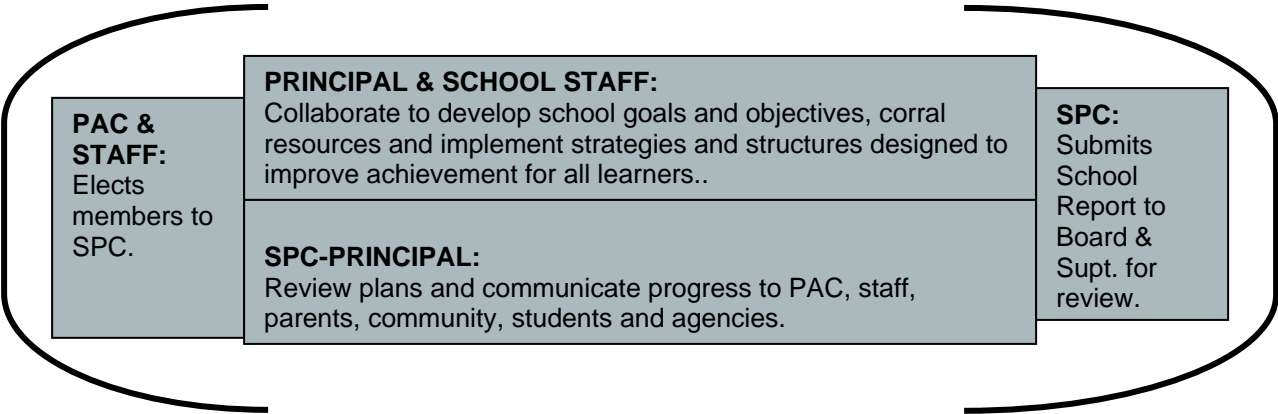 PAC &
STAFF:
Elects
members to
SPC.
PRINCIPAL & SCHOOL STAFF:
Collaborate to develop school goals and objectives, corral
resources and implement strategies and structures designed to
improve achievement for all learners..
SPC-PRINCIPAL:
Review plans and communicate progress to PAC, staff,
parents, community, students and agencies.
SPC:
Submits
School
Report to
Board &
Supt. for
review.